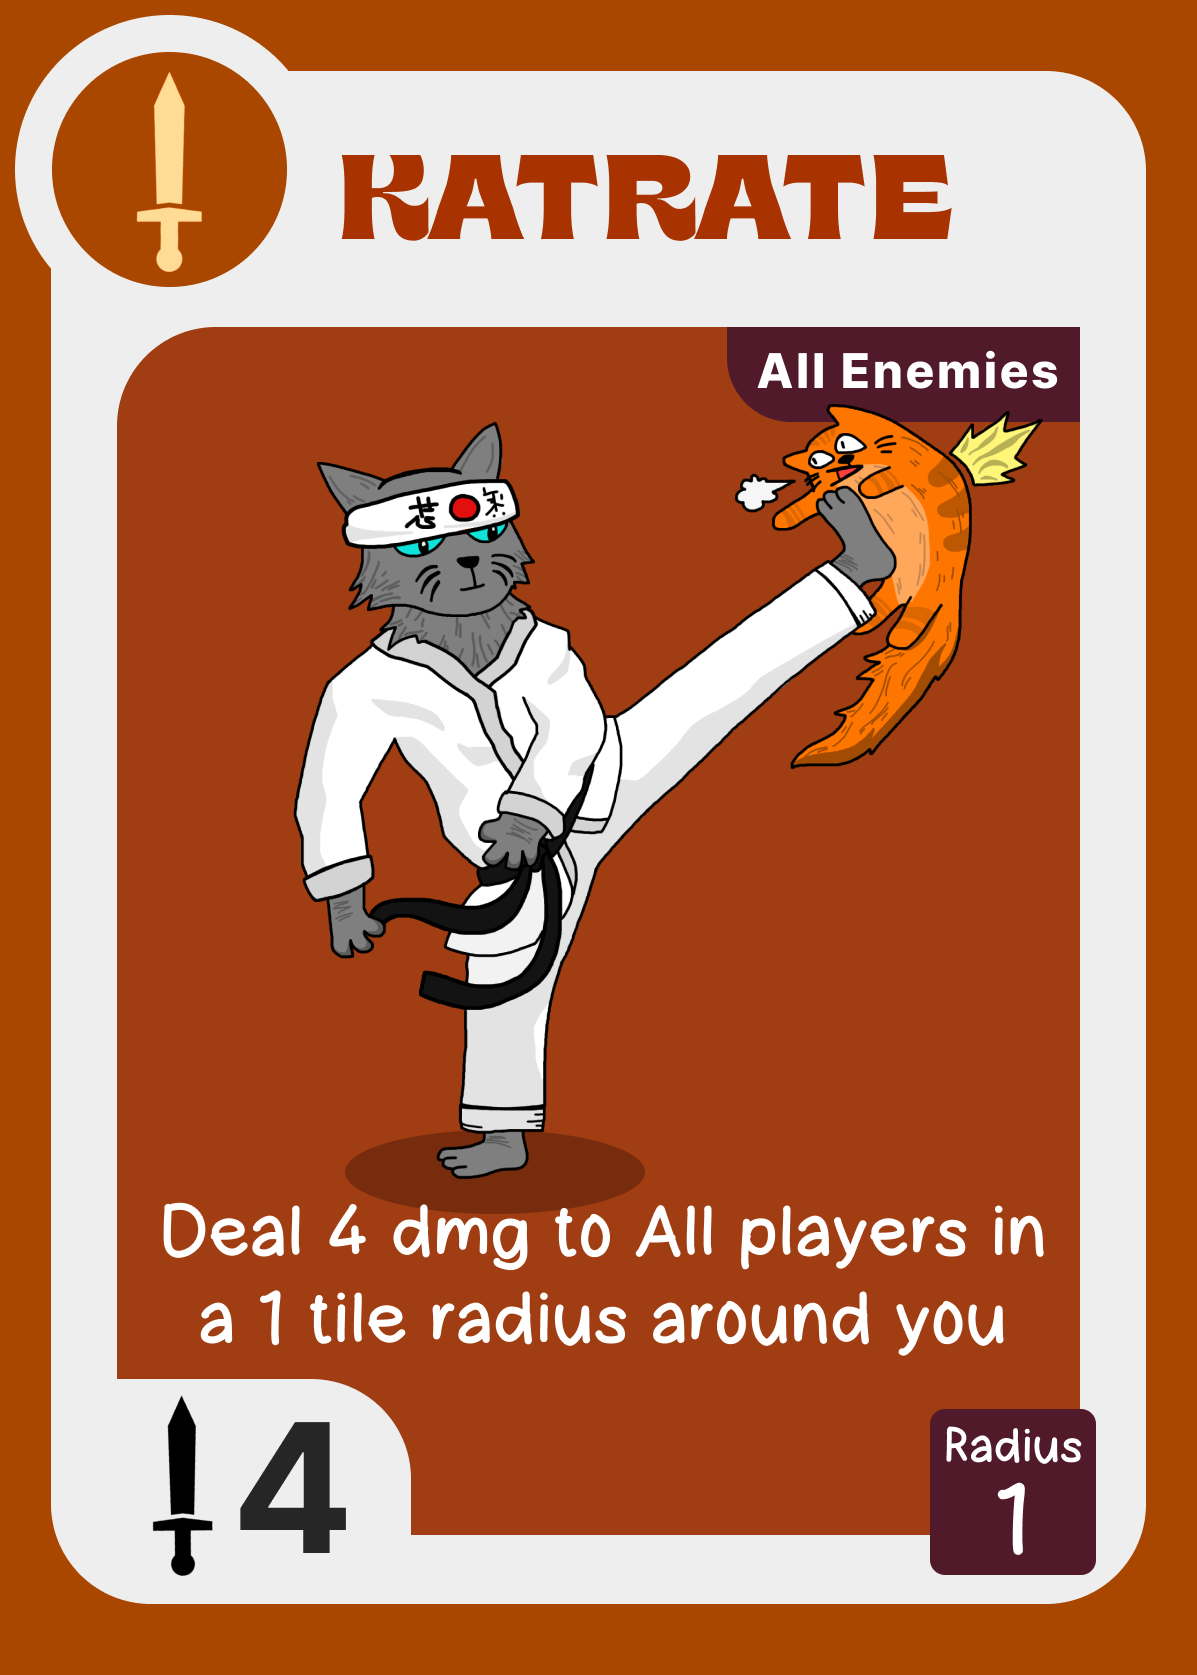 KATRATE
All Enemies
Deal 4 dmg to All players in
a 1 tile radius around you
4
Radius
1